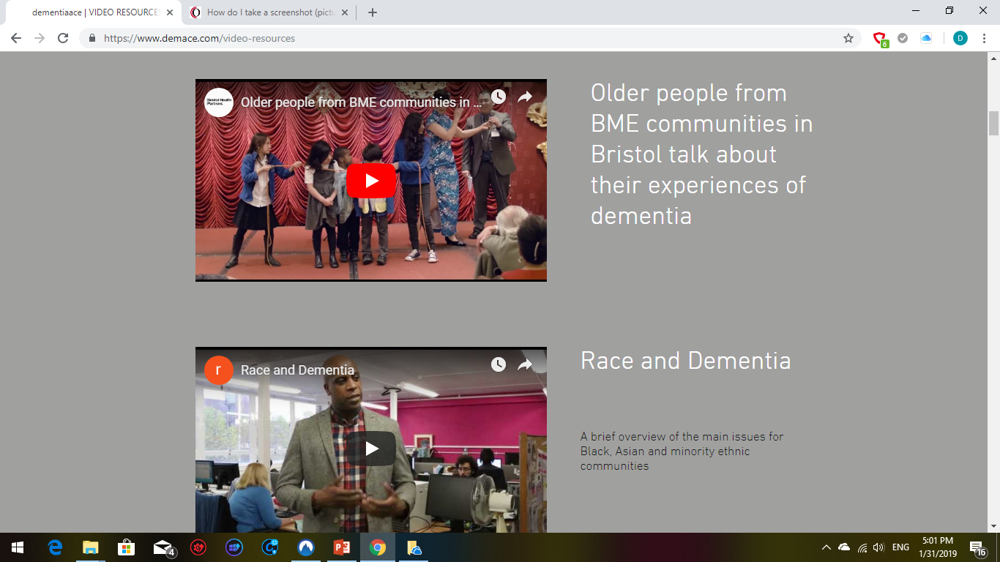 dementiaace | VIDEO RESOURCES
How do I take a screenshot (pictu
https://www.demace.com/video-resources
6
D
Bristol Health
Partners
Older people from BME communities in ...
Older people from
BME communities in
Bristol talk about
their experiences of
dementia
r
Race and Dementia
Race and Dementia
A brief overview of the main issues for
Black, Asian and minority ethnic
communities
4
ENG
5:01 PM
1/31/2019
16